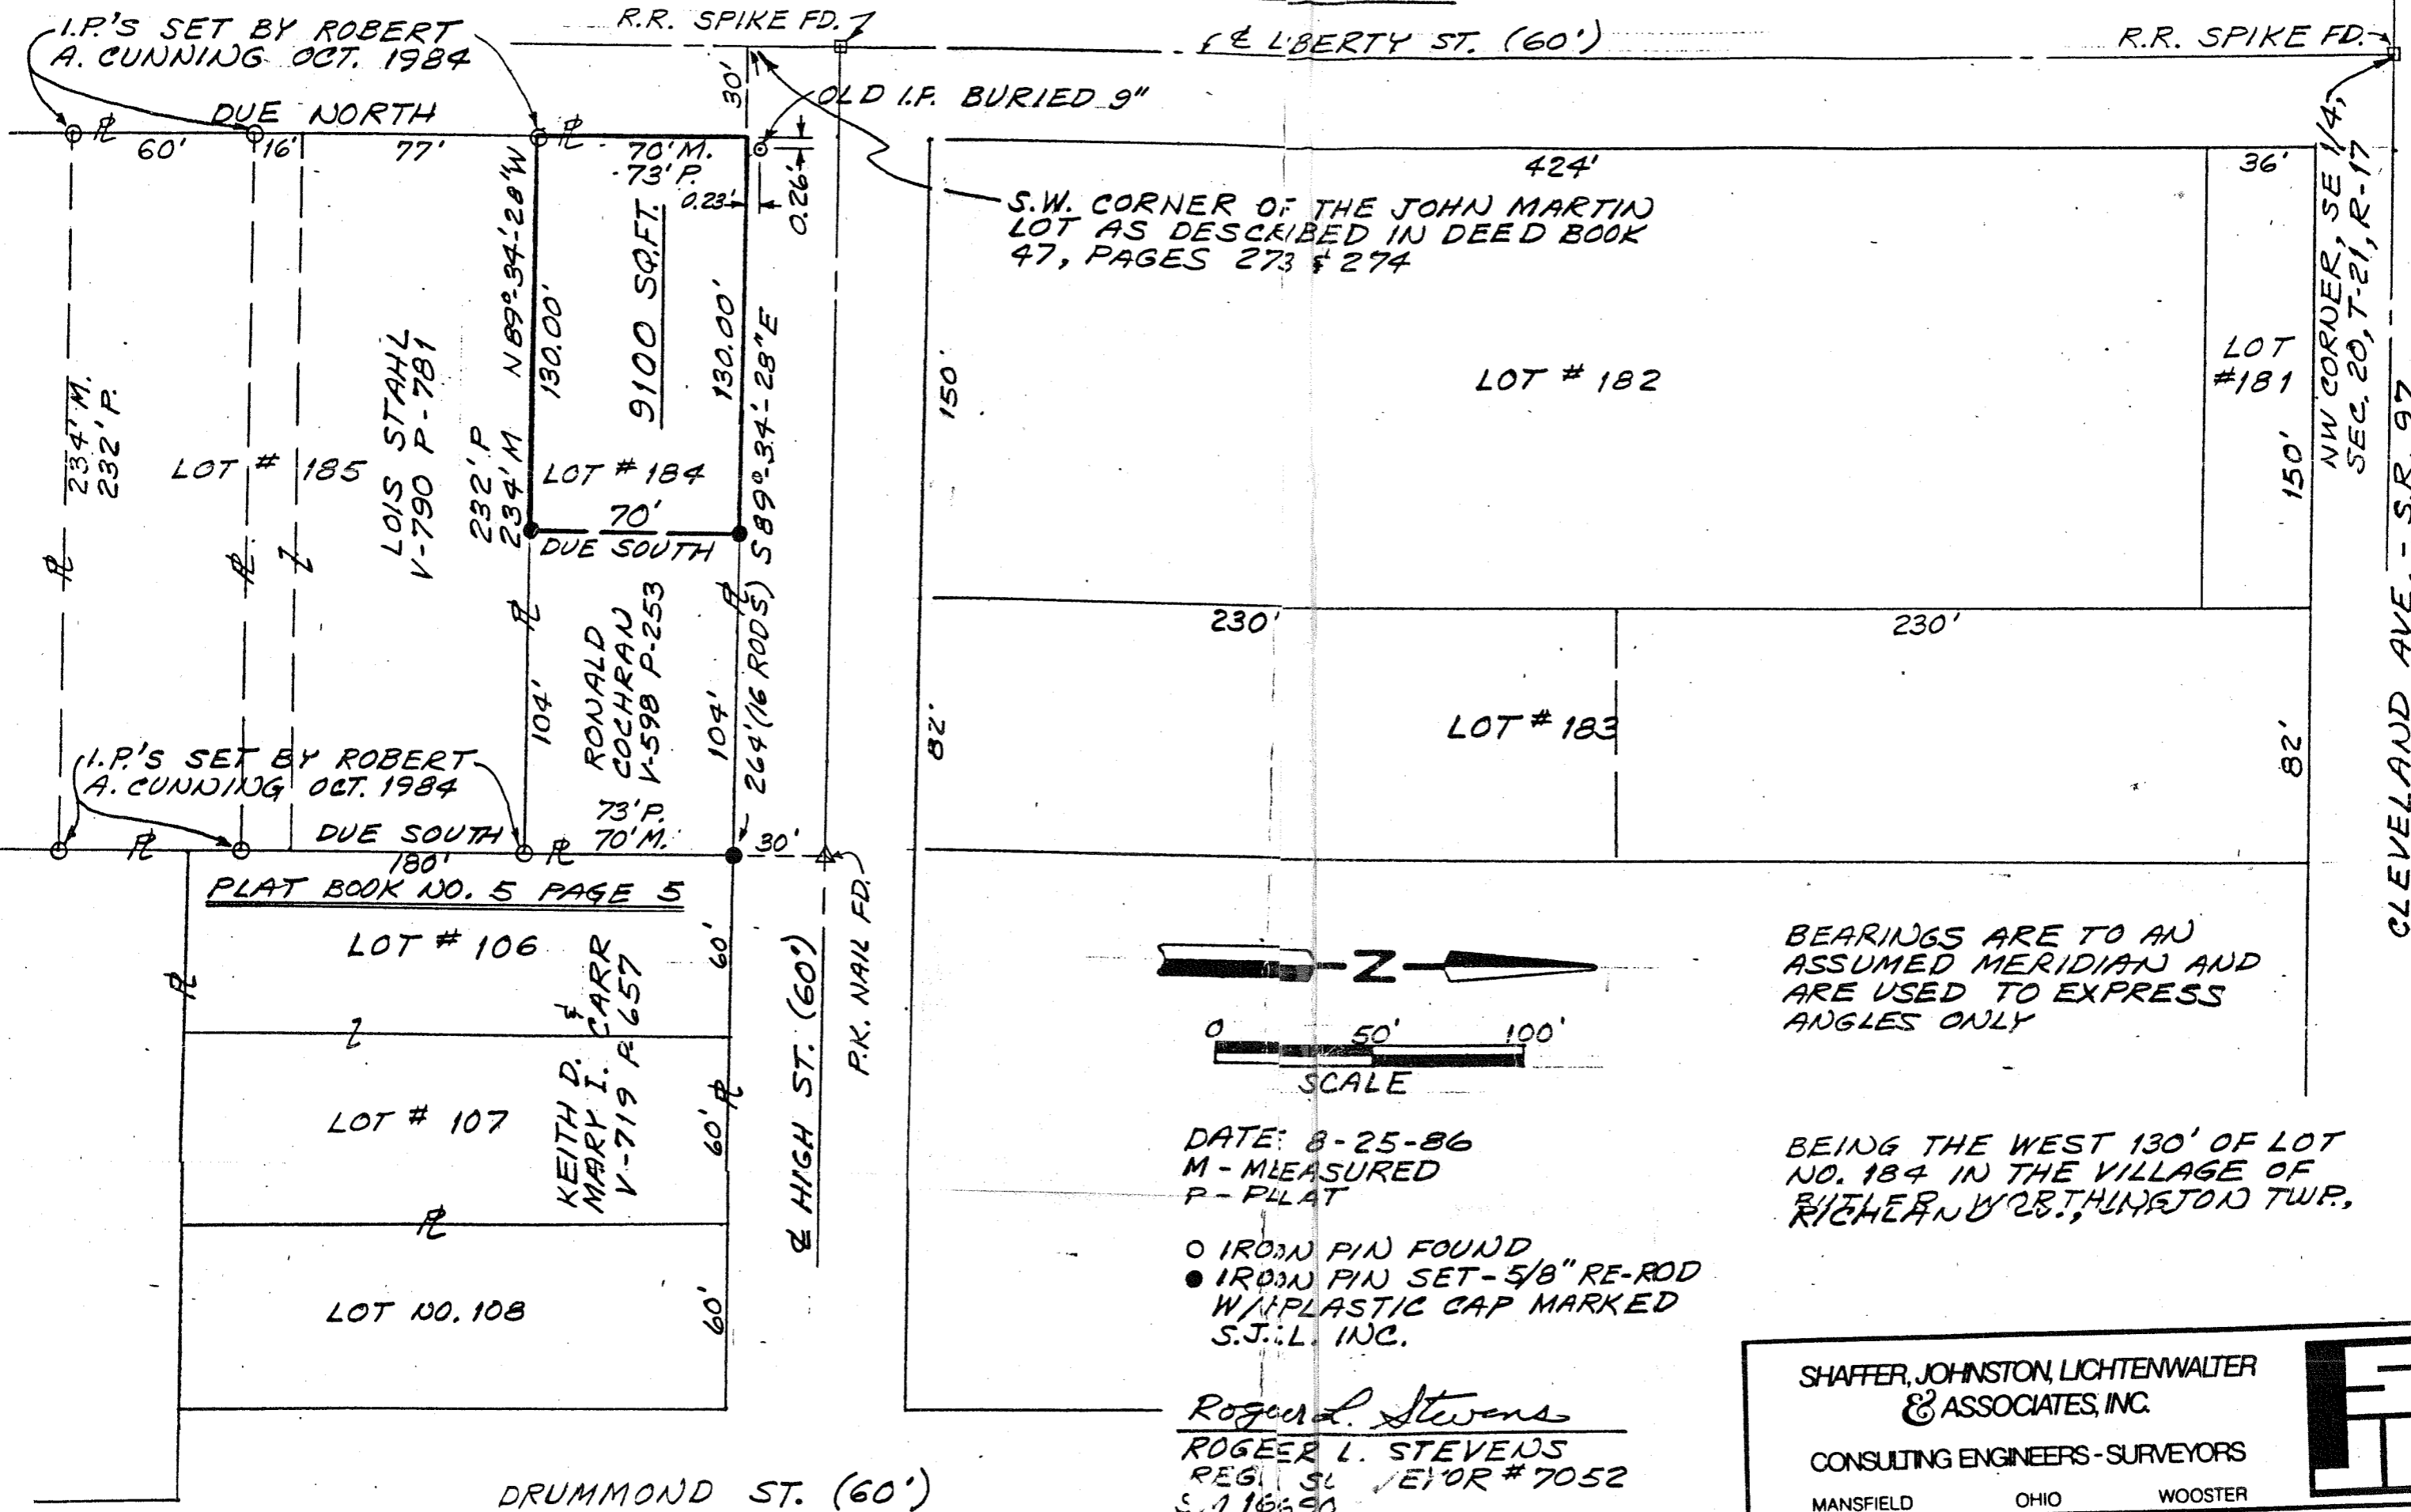 I.P.'S SET BY ROBERT
A. CUNNING OCT. 1984
R.R. SPIKE FD.
℄ LIBERTY ST. (60')
R.R. SPIKE FD.
DUE NORTH
60'
16'
77'
70' M.
73' P.
30'
OLD I.P. BURIED 9"
0.23'
0.26'
424'
36'
S.W. CORNER OF THE JOHN MARTIN
LOT AS DESCRIBED IN DEED BOOK
47, PAGES 273 & 274
NW CORNER, SE 1/4,
SEC. 20, T-21, R-17
N89°-34'-28"W
130.00'
9100 SQ.FT.
130.00'
S89°-34'-28"E
234' M.
232' P.
LOT # 185
LOIS STAHL
V-790 P-781
232' P
234' M
LOT # 184
70'
DUE SOUTH
150'
LOT # 182
LOT
#181
150'
CLEVELAND AVE. - S.R. 97
230'
230'
104'
RONALD
COCHRAN
V-598 P-253
104'
264' (16 RODS)
82'
LOT # 183
82'
I.P.'S SET BY ROBERT
A. CUNNING OCT. 1984
73' P.
70' M.
DUE SOUTH
180'
30'
PLAT BOOK NO. 5 PAGE 5
P.K. NAIL FD.
LOT # 106
60'
KEITH D. &
MARY I. CARR
V-719 P-657
℄ HIGH ST. (60')
LOT # 107
60'
LOT NO. 108
60'
DRUMMOND ST. (60')
N
0 50' 100'
SCALE
BEARINGS ARE TO AN
ASSUMED MERIDIAN AND
ARE USED TO EXPRESS
ANGLES ONLY
DATE: 8-25-86
M - MEASURED
P - PLAT
BEING THE WEST 130' OF LOT
NO. 184 IN THE VILLAGE OF
BUTLER, WORTHINGTON TWP.,
RICHLAND CO.,
○ IRON PIN FOUND
● IRON PIN SET - 5/8" RE-ROD
W/PLASTIC CAP MARKED
S.J.L. INC.
Roger L. Stevens
ROGER L. STEVENS
REG. SURVEYOR # 7052
SHAFFER, JOHNSTON, LICHTENWALTER
& ASSOCIATES, INC.
CONSULTING ENGINEERS - SURVEYORS
MANSFIELD OHIO WOOSTER